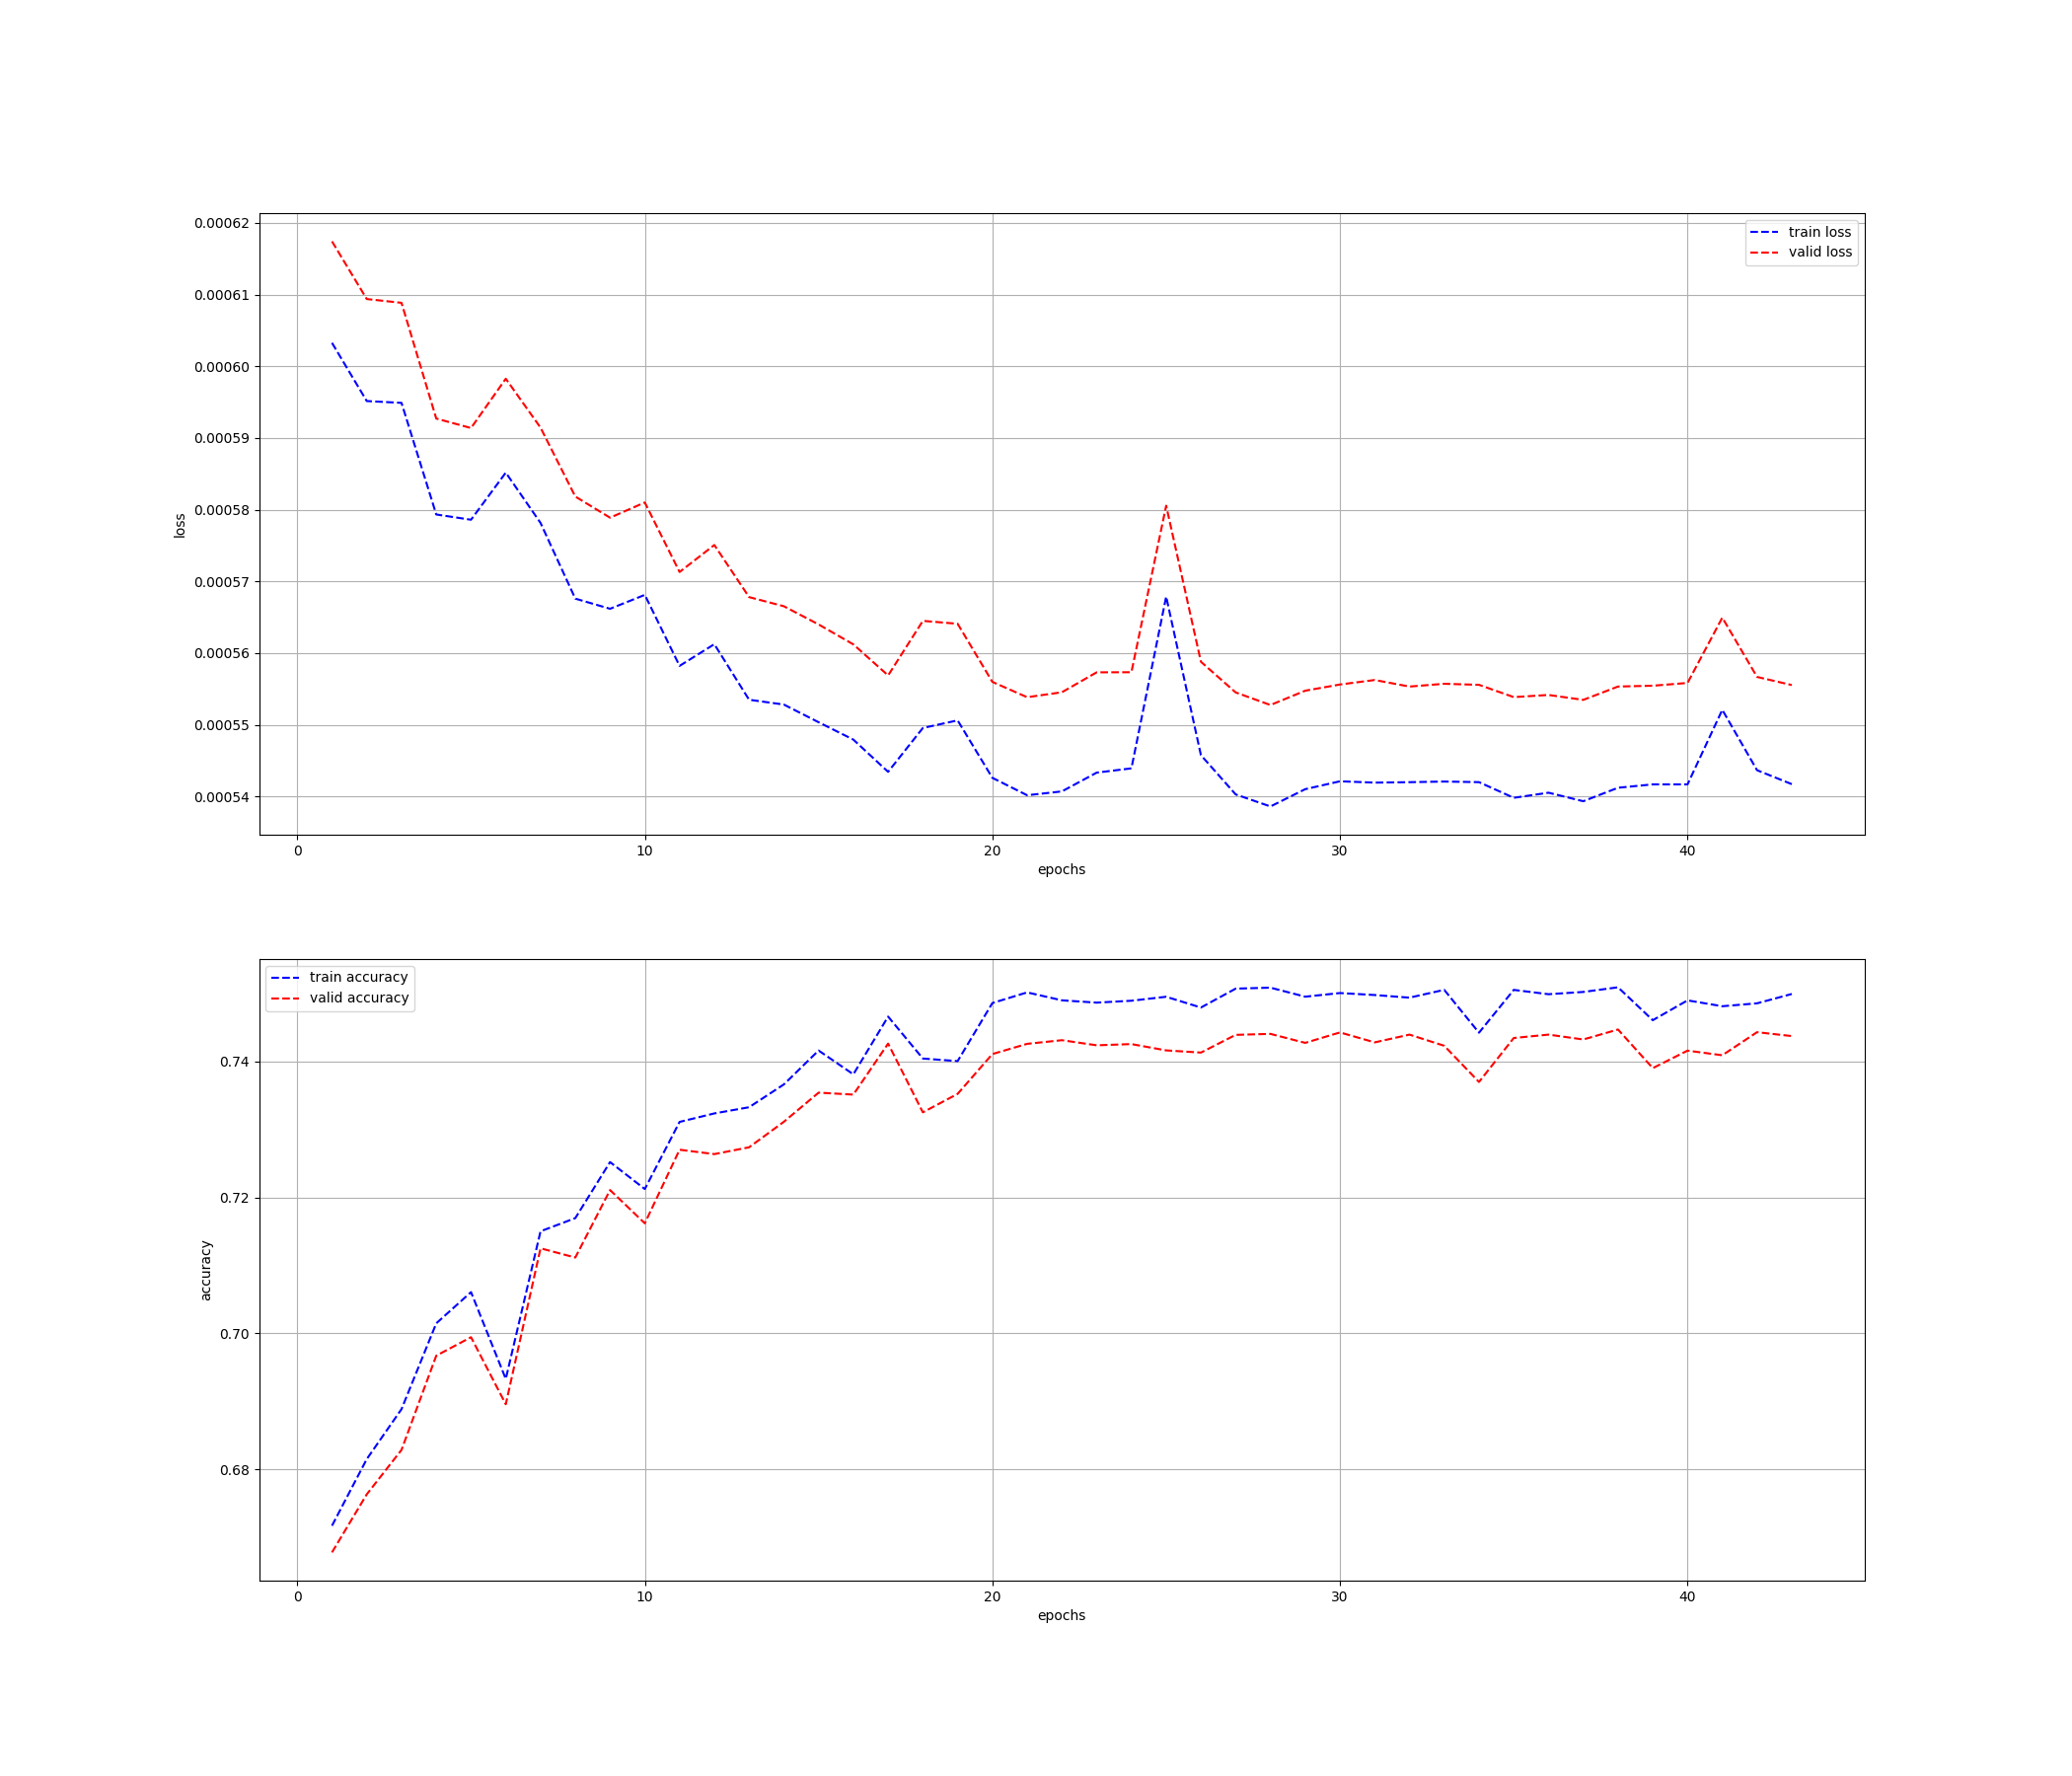 0.00062
0.00061
0.00060
0.00059
0.00058
0.00057
0.00056
0.00055
0.00054
loss
train loss
valid loss
0 10 20 30 40
epochs
train accuracy
valid accuracy
0.74
0.72
0.70
0.68
accuracy
0 10 20 30 40
epochs